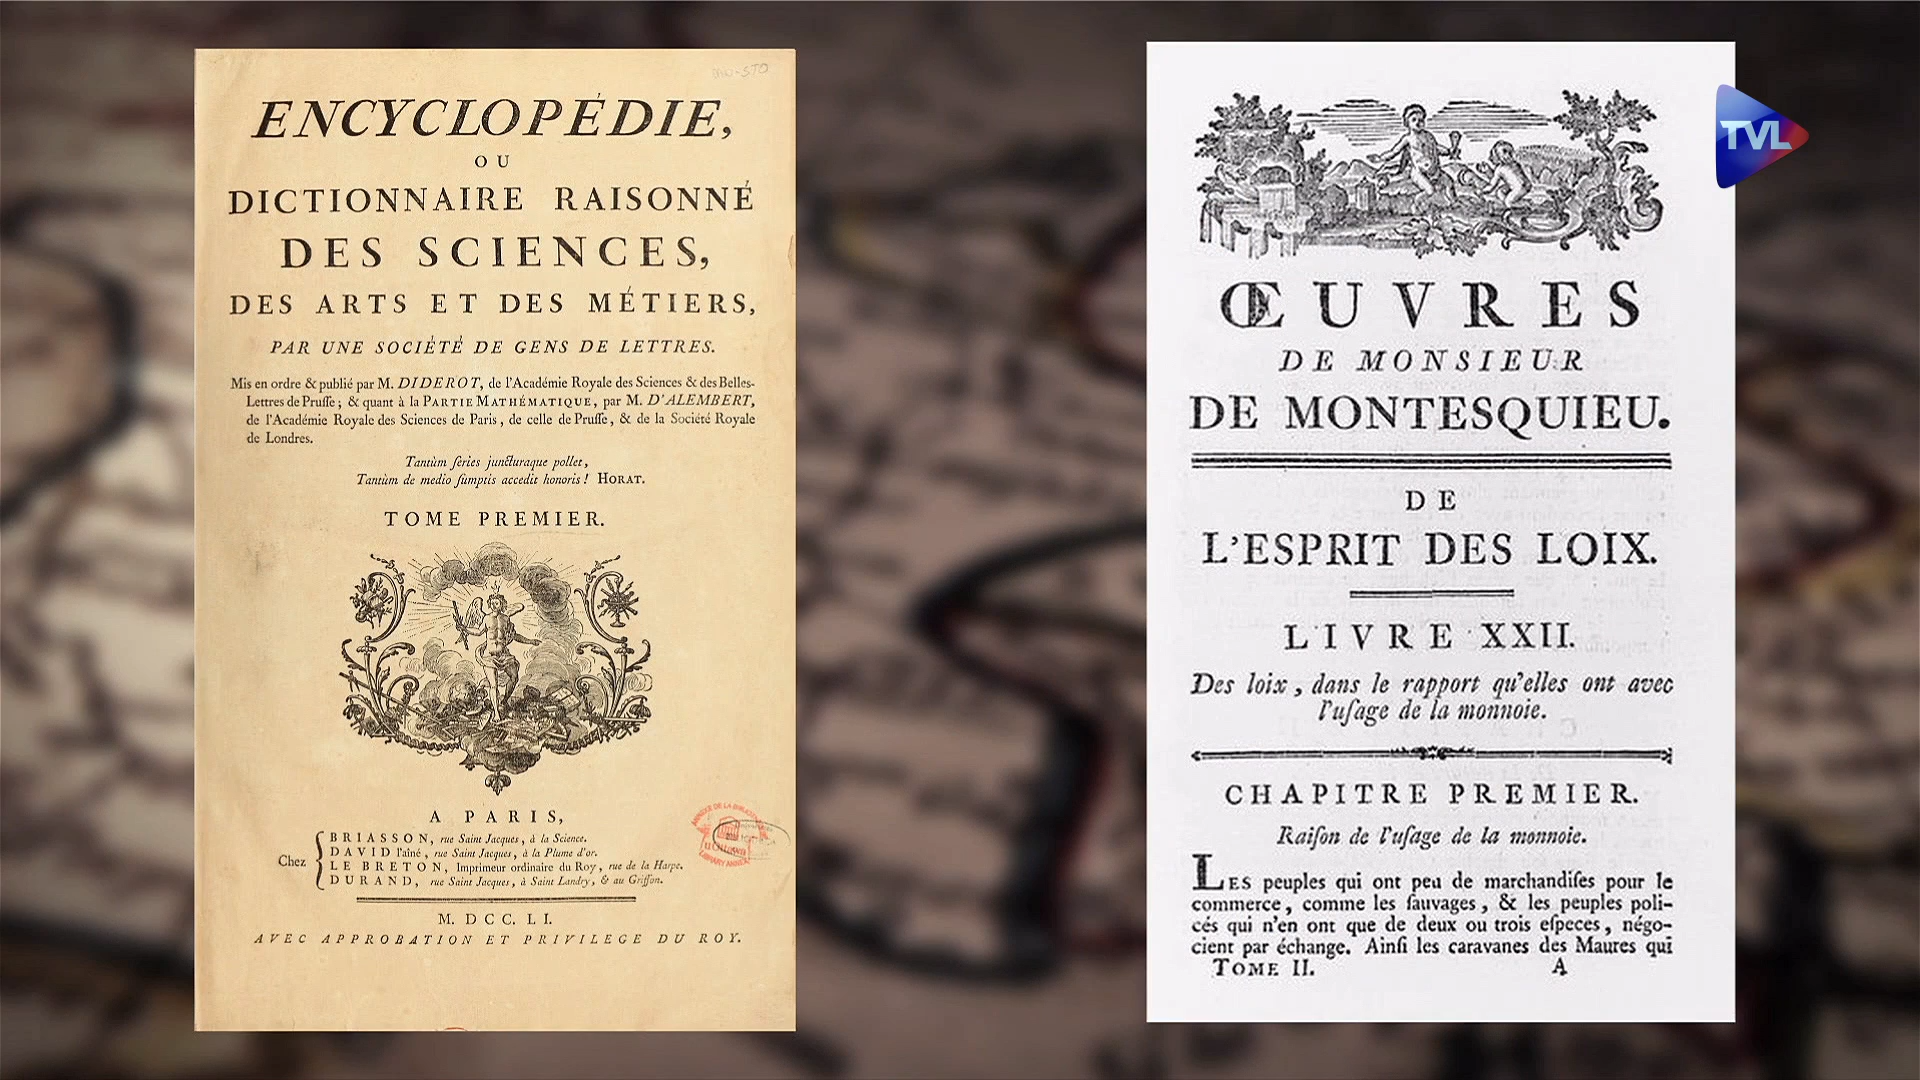 ENCYCLOPÉDIE,
OU
DICTIONNAIRE RAISONNÉ
DES SCIENCES,
DES ARTS ET DES MÉTIERS,
PAR UNE SOCIÉTÉ DE GENS DE LETTRES.
Mis en ordre & publié par M. DIDEROT, de l'Académie Royale des Sciences & des Belles-
Lettres de Pruſſe ; & quant à la PARTIE MATHÉMATIQUE, par M. D'ALEMBERT,
de l'Académie Royale des Sciences de Paris, de celle de Pruſſe, & de la Société Royale
de Londres.
Tantùm ſeries juncturaque pollet,
Tantùm de medio ſumptis accedit honoris ! HORAT.
TOME PREMIER.
A PARIS,
Chez
BRIASSON, rue Saint Jacques, à la Science.
DAVID l'aîné, rue Saint Jacques, à la Plume d'or.
LE BRETON, Imprimeur ordinaire du Roy, rue de la Harpe.
DURAND, rue Saint Jacques, à Saint Landry, & au Griffon.
M. DCC. LI.
AVEC APPROBATION ET PRIVILEGE DU ROY.
ŒUVRES
DE MONSIEUR
DE MONTESQUIEU.
DE
L'ESPRIT DES LOIX.
LIVRE XXII.
Des loix, dans le rapport qu'elles ont avec
l'uſage de la monnoie.
CHAPITRE PREMIER.
Raiſon de l'uſage de la monnoie.
LES peuples qui ont peu de marchandiſes pour le
commerce, comme les ſauvages, & les peuples poli-
cés qui n'en ont que de deux ou trois eſpeces, négo-
cient par échange. Ainſi les caravanes des Maures qui
TOME II. A
TVL